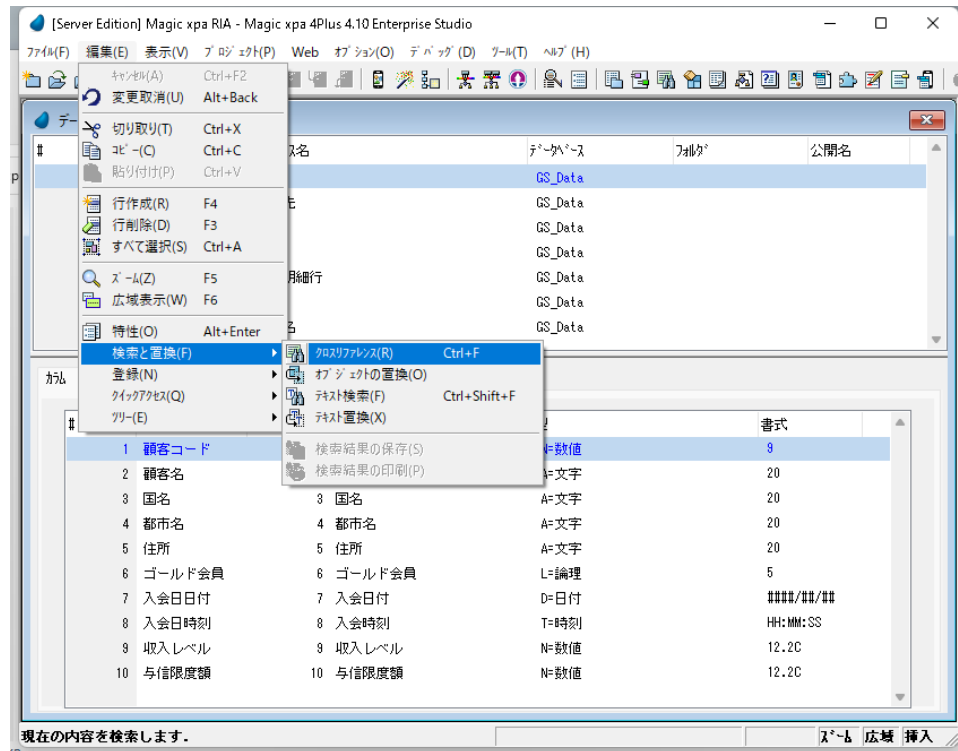 [Server Edition] Magic xpa RIA - Magic xpa 4Plus 4.10 Enterprise Studio
ﾌｧｲﾙ(F) 編集(E) 表示(V) ﾌﾟﾛｼﾞｪｸﾄ(P) Web ｵﾌﾟｼｮﾝ(O) ﾃﾞﾊﾞｯｸﾞ(D) ﾂｰﾙ(T) ﾍﾙﾌﾟ(H)
ｷｬﾝｾﾙ(A) Ctrl+F2
変更取消(U) Alt+Back
切り取り(T) Ctrl+X
ｺﾋﾟｰ(C) Ctrl+C
貼り付け(P) Ctrl+V
行作成(R) F4
行削除(D) F3
すべて選択(S) Ctrl+A
ｽﾞｰﾑ(Z) F5
広域表示(W) F6
特性(O) Alt+Enter
検索と置換(F)
登録(N)
ｸｲｯｸｱｸｾｽ(Q)
ﾂﾘｰ(E)
ｸﾛｽﾘﾌｧﾚﾝｽ(R) Ctrl+F
ｵﾌﾞｼﾞｪｸﾄの置換(O)
ﾃｷｽﾄ検索(F) Ctrl+Shift+F
ﾃｷｽﾄ置換(X)
検索結果の保存(S)
検索結果の印刷(P)
デー
# ス名 ﾃﾞｰﾀﾍﾞｰｽ ﾌｫﾙﾀﾞ 公開名
GS_Data
先 GS_Data
GS_Data
GS_Data
明細行 GS_Data
GS_Data
名 GS_Data
ｶﾗﾑ
# 型 書式
1 顧客コード N=数値 9
2 顧客名 A=文字 20
3 国名 3 国名 A=文字 20
4 都市名 4 都市名 A=文字 20
5 住所 5 住所 A=文字 20
6 ゴールド会員 6 ゴールド会員 L=論理 5
7 入会日日付 7 入会日付 D=日付 ####/##/##
8 入会日時刻 8 入会時刻 T=時刻 HH:MM:SS
9 収入レベル 9 収入レベル N=数値 12.2C
10 与信限度額 10 与信限度額 N=数値 12.2C
現在の内容を検索します. ｽﾞｰﾑ 広域 挿入